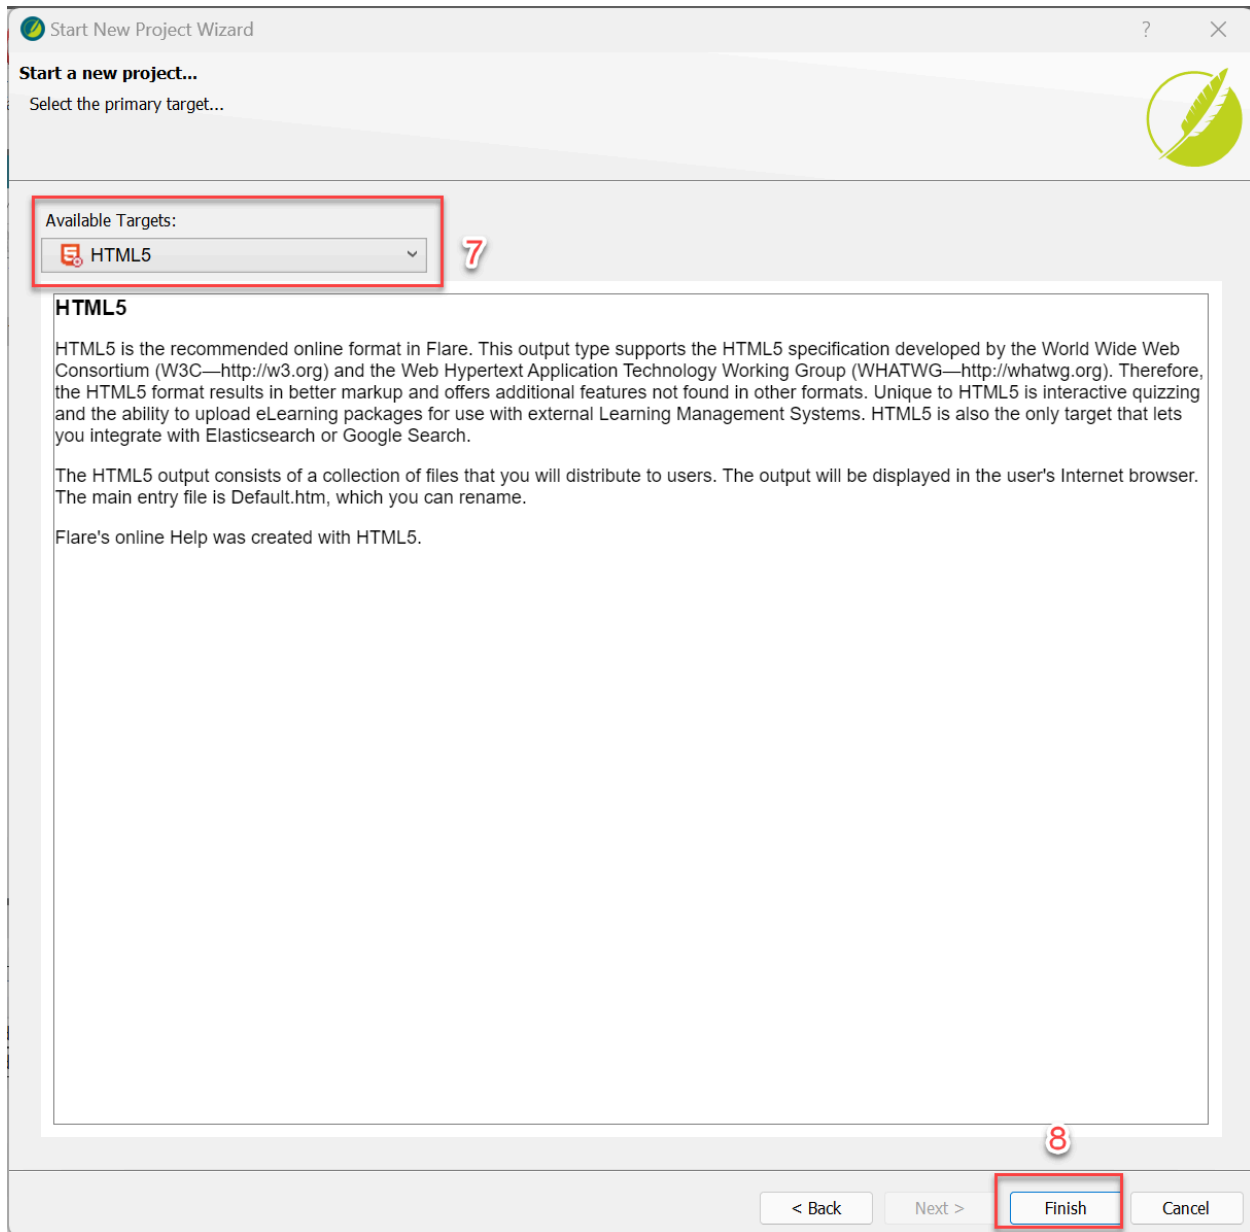 Start New Project Wizard
?
Start a new project...
Select the primary target...
Available Targets:
HTML5
7
HTML5
HTML5 is the recommended online format in Flare. This output type supports the HTML5 specification developed by the World Wide Web
Consortium (W3C—http://w3.org) and the Web Hypertext Application Technology Working Group (WHATWG—http://whatwg.org). Therefore,
the HTML5 format results in better markup and offers additional features not found in other formats. Unique to HTML5 is interactive quizzing
and the ability to upload eLearning packages for use with external Learning Management Systems. HTML5 is also the only target that lets
you integrate with Elasticsearch or Google Search.
The HTML5 output consists of a collection of files that you will distribute to users. The output will be displayed in the user's Internet browser.
The main entry file is Default.htm, which you can rename.
Flare's online Help was created with HTML5.
8
< Back Next > Finish Cancel